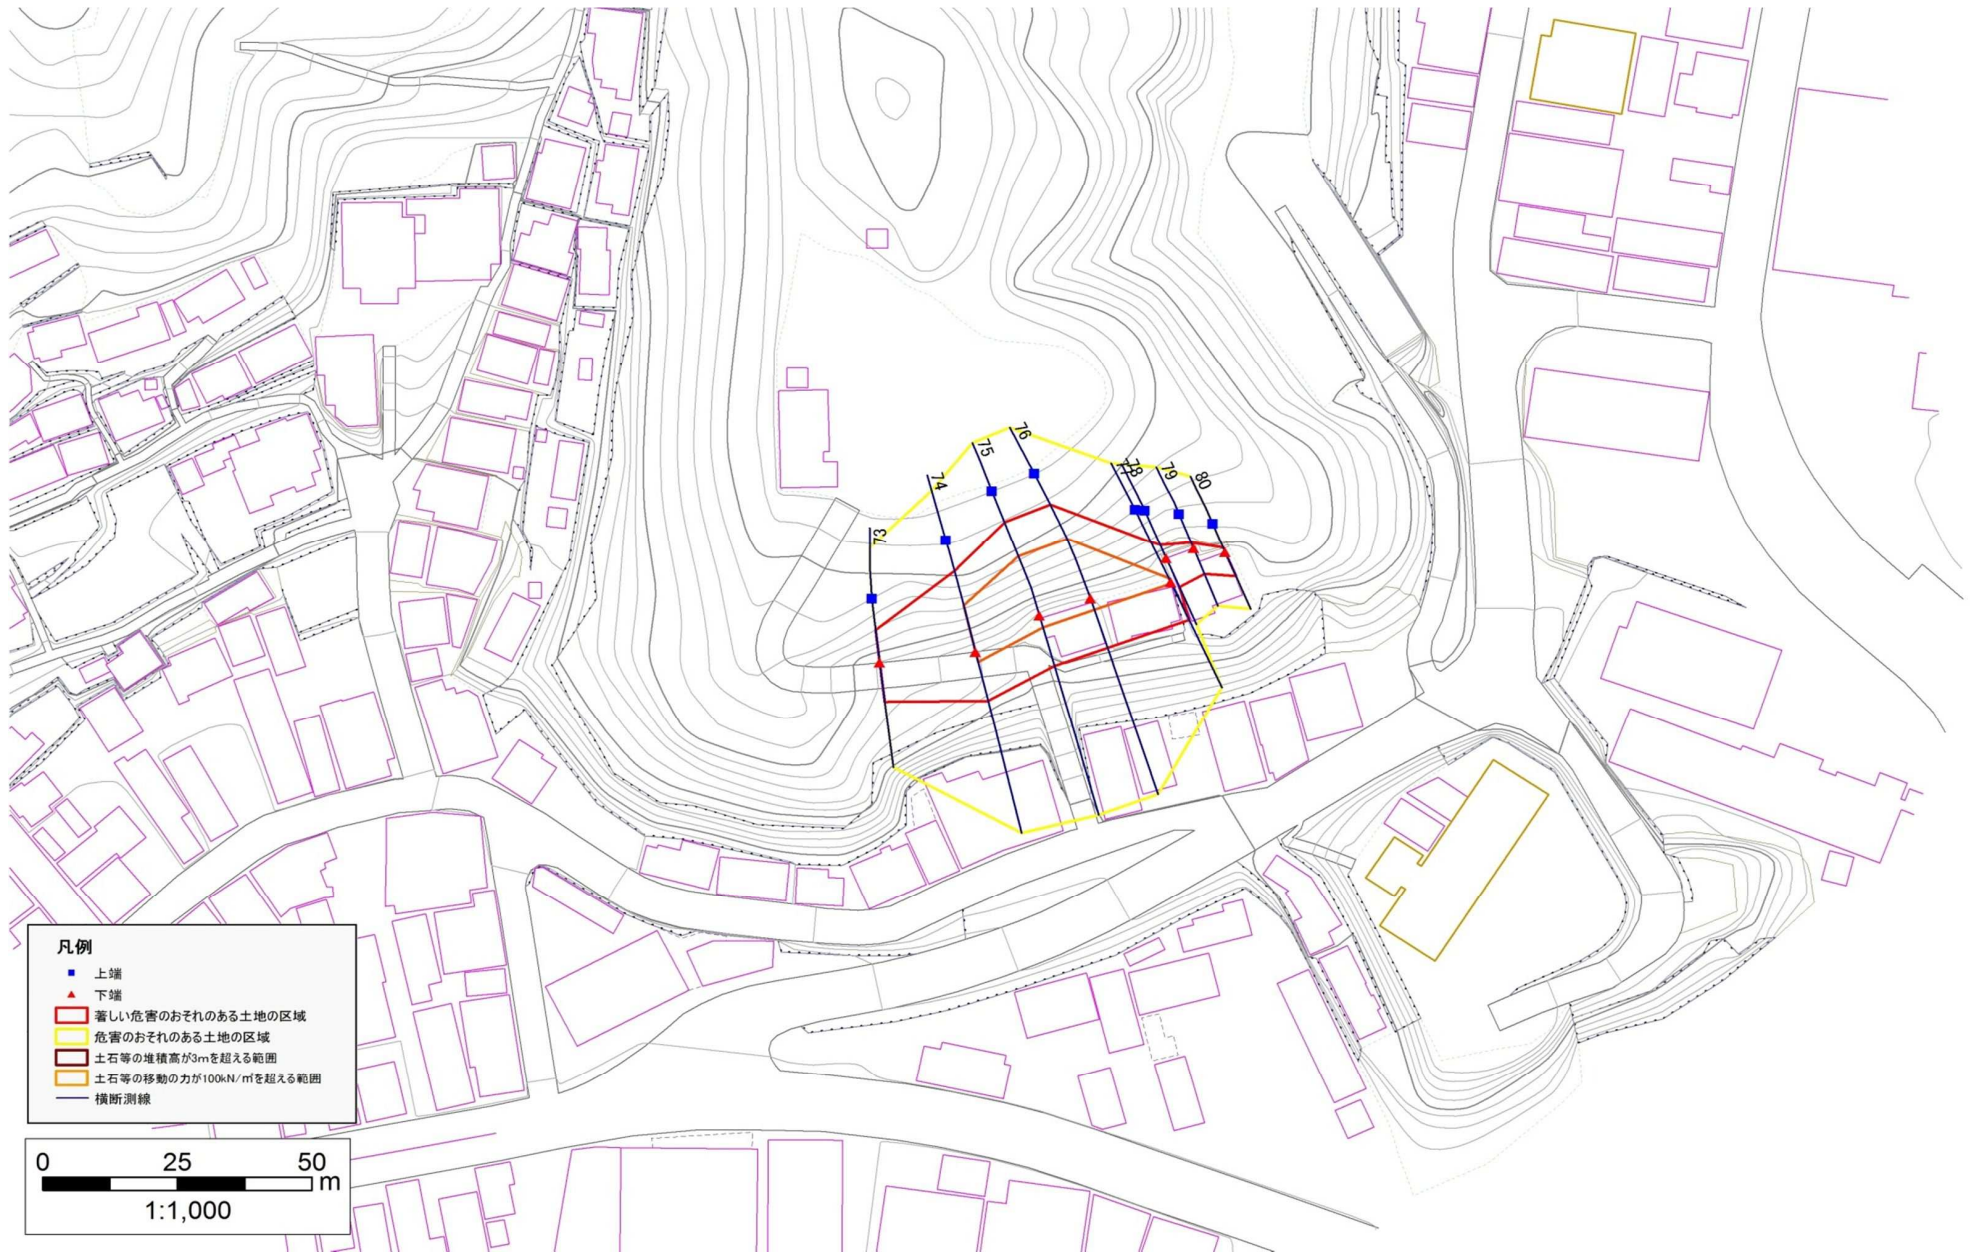 76
75
77
78
79
80
74
73
凡例
上端
下端
著しい危害のおそれのある土地の区域
危害のおそれのある土地の区域
土石等の堆積高が3mを超える範囲
土石等の移動の力が100kN/㎡を超える範囲
横断測線
0 25 50
m
1:1,000